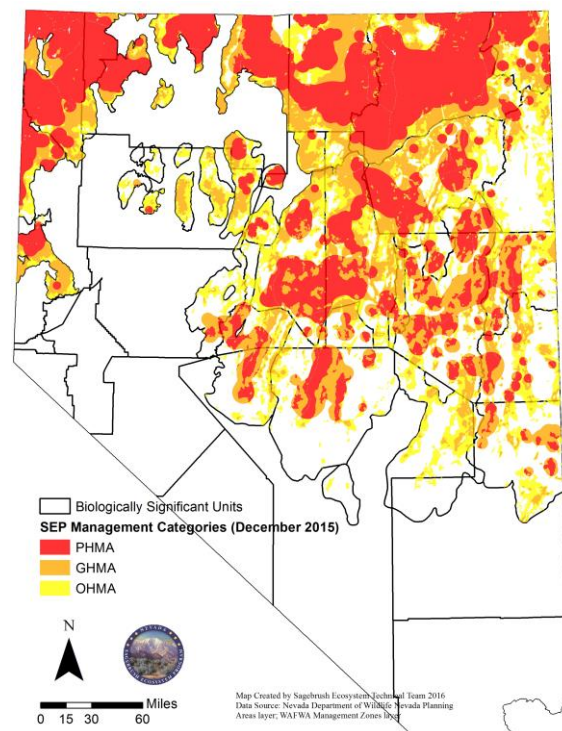 Biologically Significant Units
SEP Management Categories (December 2015)
PHMA
GHMA
OHMA
N
NEVADA
Miles
0 15 30 60
Map Created by Sagebrush Ecosystem Technical Team 2016
Data Source: Nevada Department of Wildlife Nevada Planning
Areas layer; WAFWA Management Zones layer